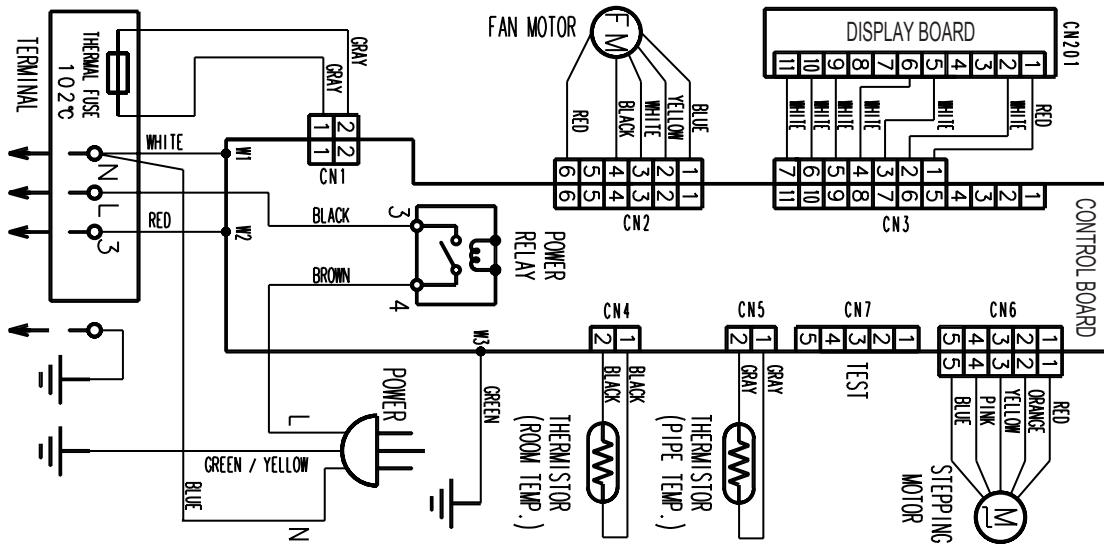 FAN MOTOR
FM
DISPLAY BOARD
CN201
11 10 9 8 7 6 5 4 3 2 1
WHITE
WHITE
WHITE
WHITE
WHITE
WHITE
RED
7 6 5 4 3 2 1
11 10 9 8 7 6 5 4 3 2 1
CN3
RED
BLACK
WHITE
YELLOW
BLUE
6 5 4 3 2 1
6 5 4 3 2 1
CN2
CONTROL BOARD
TERMINAL
THERMAL FUSE
102℃
GRAY
GRAY
1 2
1 2
CN1
WHITE
W1
N
L
3
RED
W2
BLACK
3
POWER
RELAY
BROWN
4
W3
GREEN
POWER
L
GREEN / YELLOW
BLUE
N
CN4
2 1
BLACK
BLACK
THERMISTOR
(ROOM TEMP.)
CN5
2 1
GRAY
GRAY
THERMISTOR
(PIPE TEMP.)
CN7
5 4 3 2 1
TEST
CN6
5 4 3 2 1
5 4 3 2 1
BLUE
PINK
YELLOW
ORANGE
RED
STEPPING
MOTOR
M